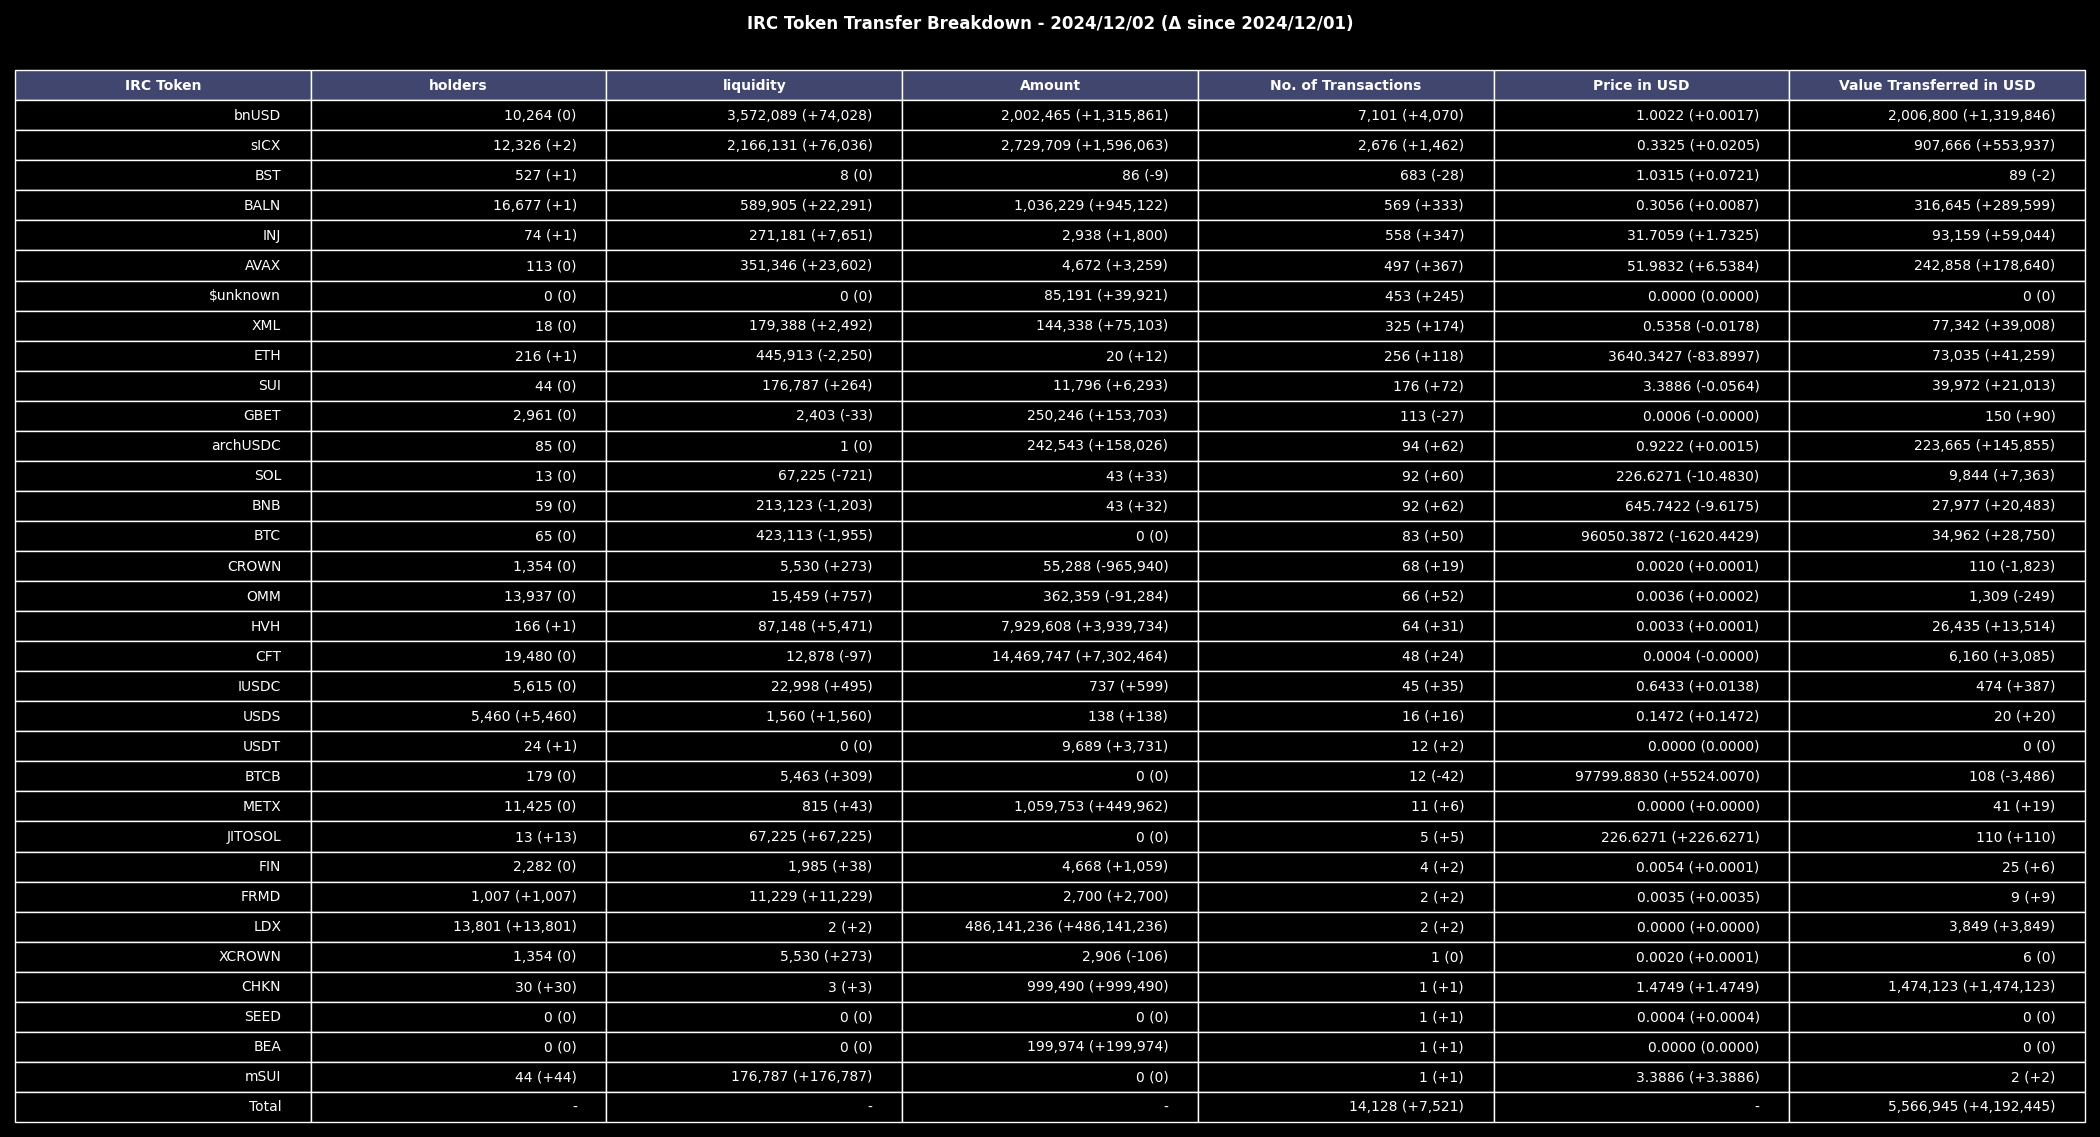 IRC Token Transfer Breakdown - 2024/12/02 (Δ since 2024/12/01)
IRC Token holders liquidity Amount No. of Transactions Price in USD Value Transferred in USD
bnUSD 10,264 (0) 3,572,089 (+74,028) 2,002,465 (+1,315,861) 7,101 (+4,070) 1.0022 (+0.0017) 2,006,800 (+1,319,846)
sICX 12,326 (+2) 2,166,131 (+76,036) 2,729,709 (+1,596,063) 2,676 (+1,462) 0.3325 (+0.0205) 907,666 (+553,937)
BST 527 (+1) 8 (0) 86 (-9) 683 (-28) 1.0315 (+0.0721) 89 (-2)
BALN 16,677 (+1) 589,905 (+22,291) 1,036,229 (+945,122) 569 (+333) 0.3056 (+0.0087) 316,645 (+289,599)
INJ 74 (+1) 271,181 (+7,651) 2,938 (+1,800) 558 (+347) 31.7059 (+1.7325) 93,159 (+59,044)
AVAX 113 (0) 351,346 (+23,602) 4,672 (+3,259) 497 (+367) 51.9832 (+6.5384) 242,858 (+178,640)
$unknown 0 (0) 0 (0) 85,191 (+39,921) 453 (+245) 0.0000 (0.0000) 0 (0)
XML 18 (0) 179,388 (+2,492) 144,338 (+75,103) 325 (+174) 0.5358 (-0.0178) 77,342 (+39,008)
ETH 216 (+1) 445,913 (-2,250) 20 (+12) 256 (+118) 3640.3427 (-83.8997) 73,035 (+41,259)
SUI 44 (0) 176,787 (+264) 11,796 (+6,293) 176 (+72) 3.3886 (-0.0564) 39,972 (+21,013)
GBET 2,961 (0) 2,403 (-33) 250,246 (+153,703) 113 (-27) 0.0006 (-0.0000) 150 (+90)
archUSDC 85 (0) 1 (0) 242,543 (+158,026) 94 (+62) 0.9222 (+0.0015) 223,665 (+145,855)
SOL 13 (0) 67,225 (-721) 43 (+33) 92 (+60) 226.6271 (-10.4830) 9,844 (+7,363)
BNB 59 (0) 213,123 (-1,203) 43 (+32) 92 (+62) 645.7422 (-9.6175) 27,977 (+20,483)
BTC 65 (0) 423,113 (-1,955) 0 (0) 83 (+50) 96050.3872 (-1620.4429) 34,962 (+28,750)
CROWN 1,354 (0) 5,530 (+273) 55,288 (-965,940) 68 (+19) 0.0020 (+0.0001) 110 (-1,823)
OMM 13,937 (0) 15,459 (+757) 362,359 (-91,284) 66 (+52) 0.0036 (+0.0002) 1,309 (-249)
HVH 166 (+1) 87,148 (+5,471) 7,929,608 (+3,939,734) 64 (+31) 0.0033 (+0.0001) 26,435 (+13,514)
CFT 19,480 (0) 12,878 (-97) 14,469,747 (+7,302,464) 48 (+24) 0.0004 (-0.0000) 6,160 (+3,085)
IUSDC 5,615 (0) 22,998 (+495) 737 (+599) 45 (+35) 0.6433 (+0.0138) 474 (+387)
USDS 5,460 (+5,460) 1,560 (+1,560) 138 (+138) 16 (+16) 0.1472 (+0.1472) 20 (+20)
USDT 24 (+1) 0 (0) 9,689 (+3,731) 12 (+2) 0.0000 (0.0000) 0 (0)
BTCB 179 (0) 5,463 (+309) 0 (0) 12 (-42) 97799.8830 (+5524.0070) 108 (-3,486)
METX 11,425 (0) 815 (+43) 1,059,753 (+449,962) 11 (+6) 0.0000 (+0.0000) 41 (+19)
JITOSOL 13 (+13) 67,225 (+67,225) 0 (0) 5 (+5) 226.6271 (+226.6271) 110 (+110)
FIN 2,282 (0) 1,985 (+38) 4,668 (+1,059) 4 (+2) 0.0054 (+0.0001) 25 (+6)
FRMD 1,007 (+1,007) 11,229 (+11,229) 2,700 (+2,700) 2 (+2) 0.0035 (+0.0035) 9 (+9)
LDX 13,801 (+13,801) 2 (+2) 486,141,236 (+486,141,236) 2 (+2) 0.0000 (+0.0000) 3,849 (+3,849)
XCROWN 1,354 (0) 5,530 (+273) 2,906 (-106) 1 (0) 0.0020 (+0.0001) 6 (0)
CHKN 30 (+30) 3 (+3) 999,490 (+999,490) 1 (+1) 1.4749 (+1.4749) 1,474,123 (+1,474,123)
SEED 0 (0) 0 (0) 0 (0) 1 (+1) 0.0004 (+0.0004) 0 (0)
BEA 0 (0) 0 (0) 199,974 (+199,974) 1 (+1) 0.0000 (0.0000) 0 (0)
mSUI 44 (+44) 176,787 (+176,787) 0 (0) 1 (+1) 3.3886 (+3.3886) 2 (+2)
Total - - - 14,128 (+7,521) - 5,566,945 (+4,192,445)